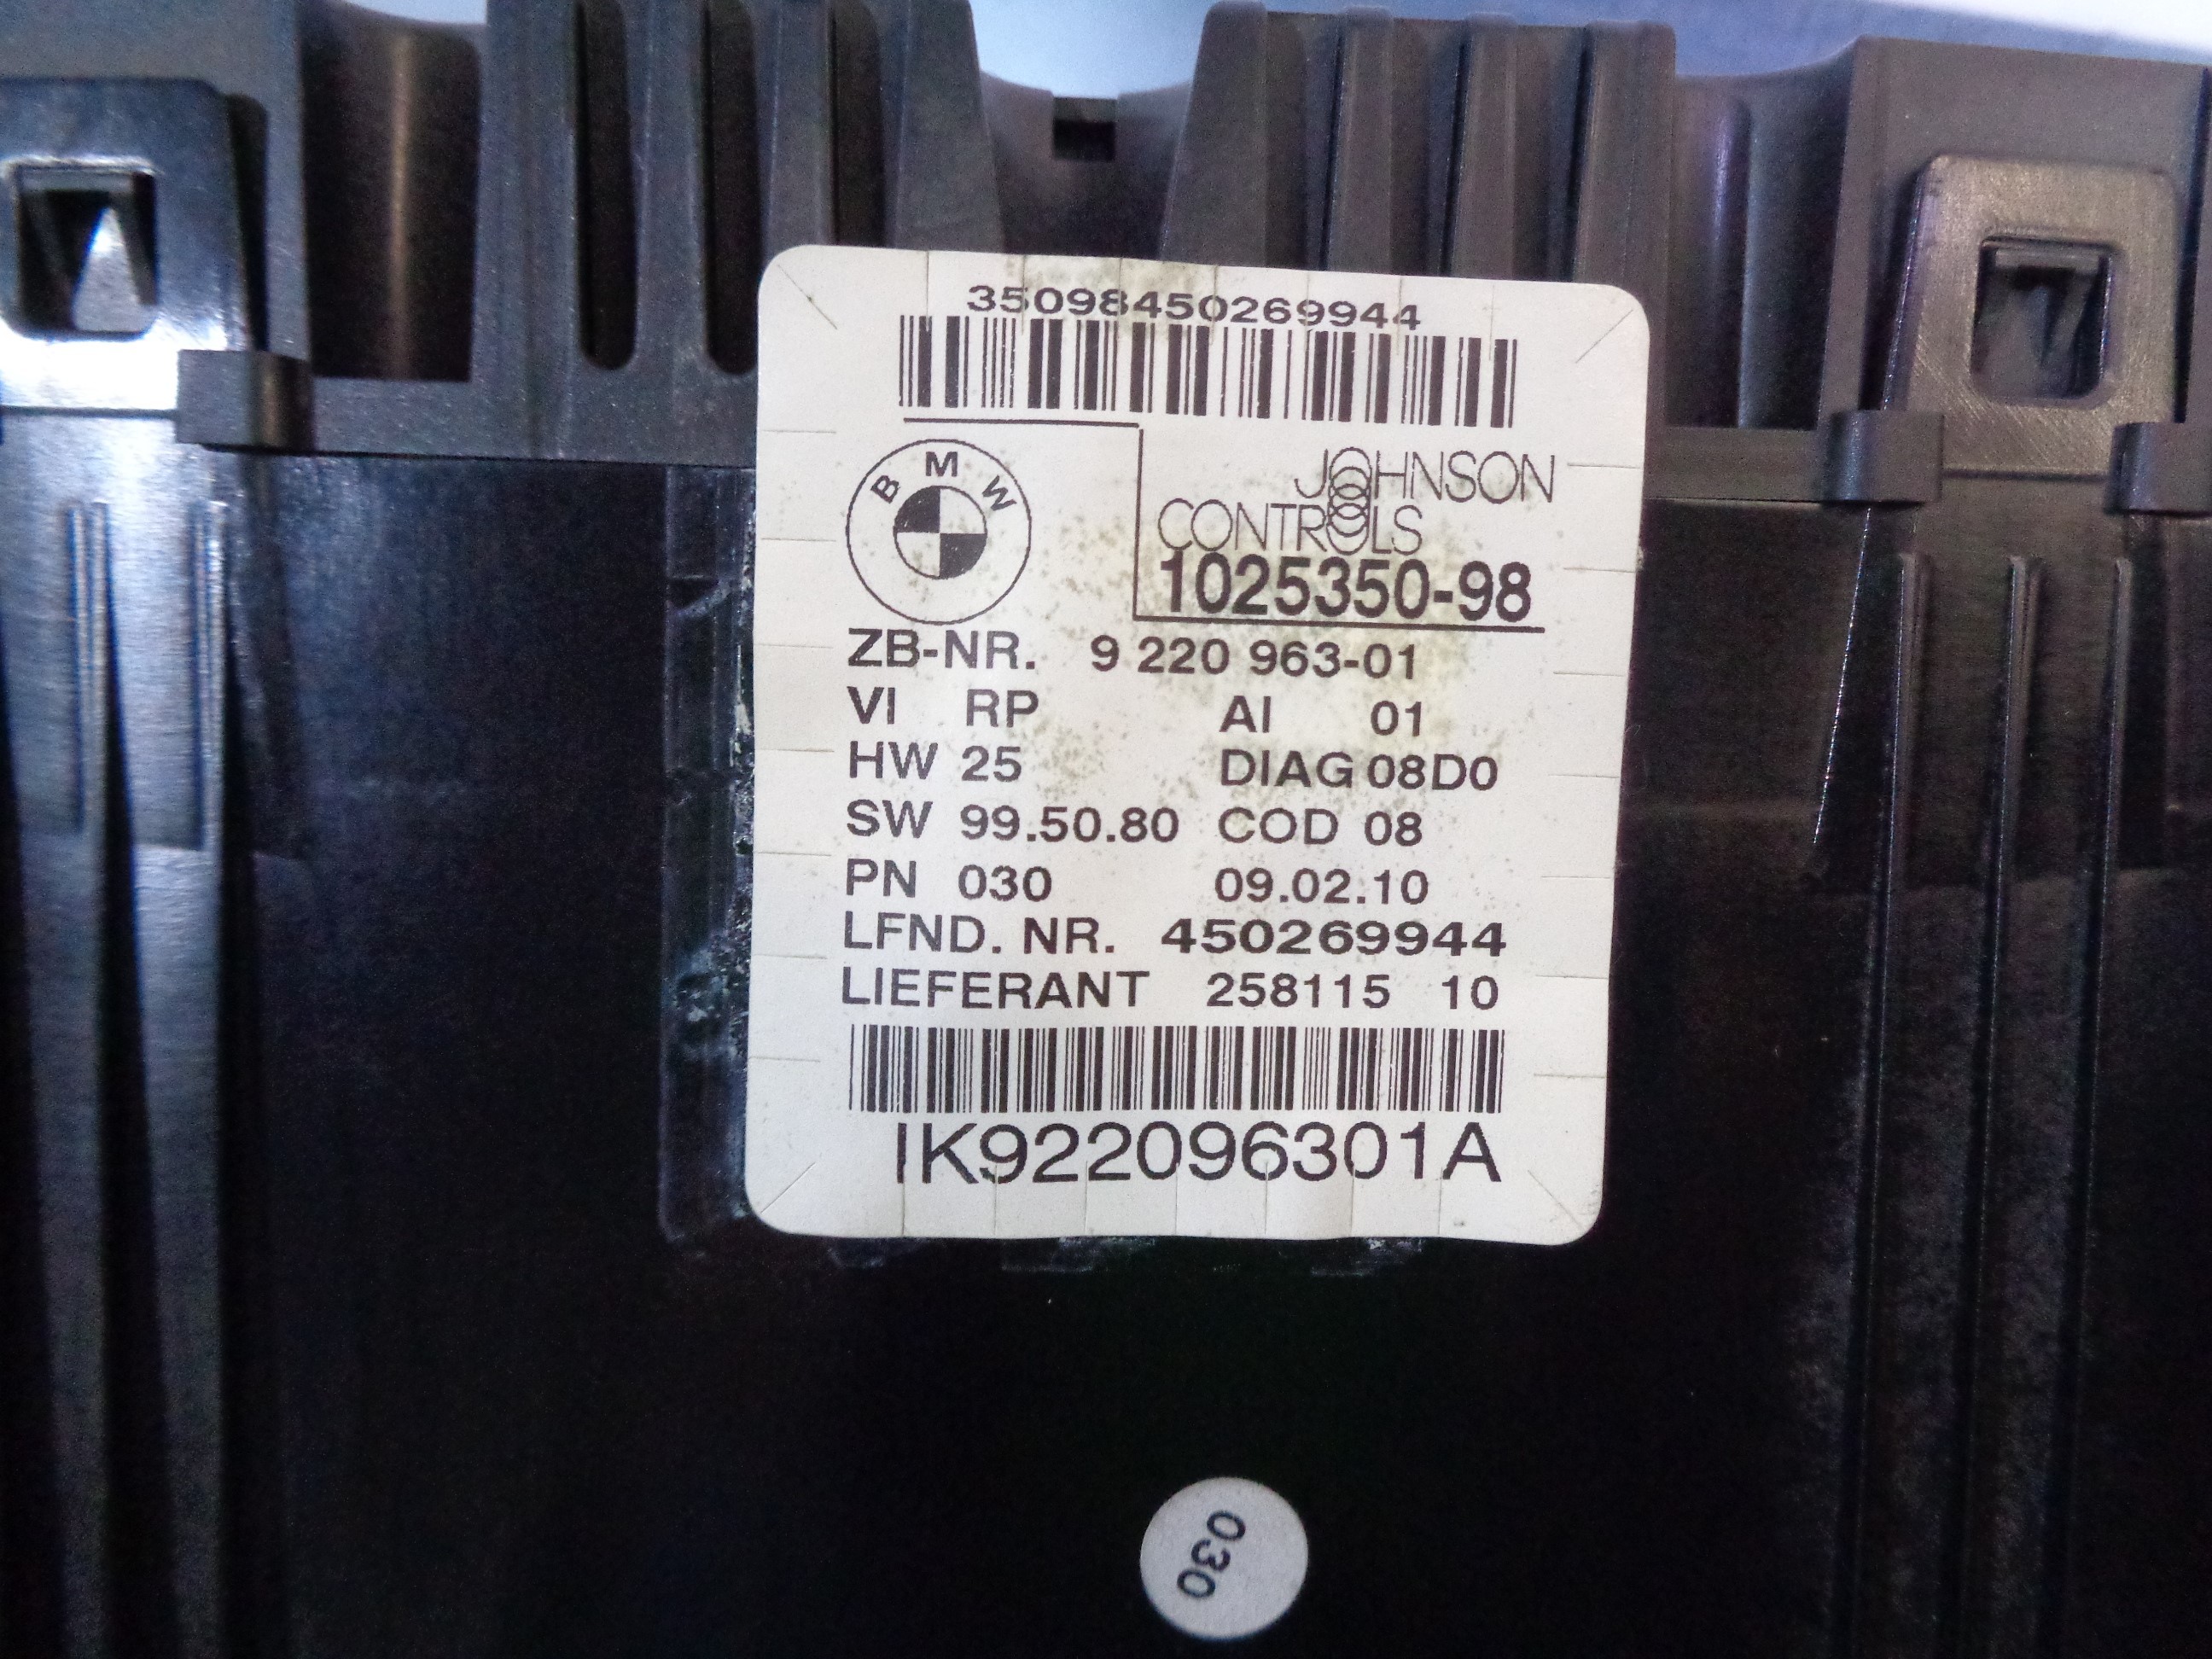 35098450269944
BMW
JOHNSON
CONTROLS
1025350-98
ZB-NR. 9 220 963-01
VI RP AI 01
HW 25 DIAG 08D0
SW 99.50.80 COD 08
PN 030 09.02.10
LFND. NR. 450269944
LIEFERANT 258115 10
IK922096301A
030